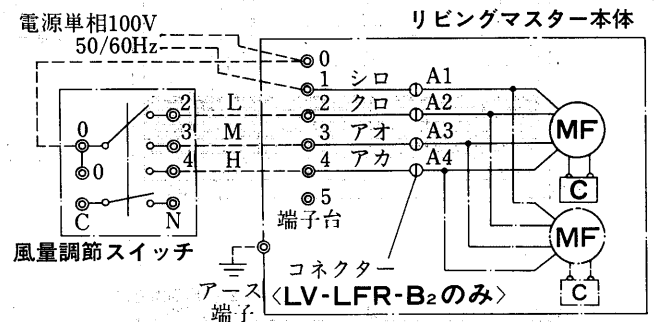 電源単相100V
50/60Hz
リビングマスター本体
0
1 シロ A1
2 クロ A2
3 アオ A3
4 アカ A4
5
端子台
2 L
3 M
4 H
0
0
C N
風量調節スイッチ
MF
C
MF
C
アース
端子
コネクター
〈LV-LFR-B₂のみ〉